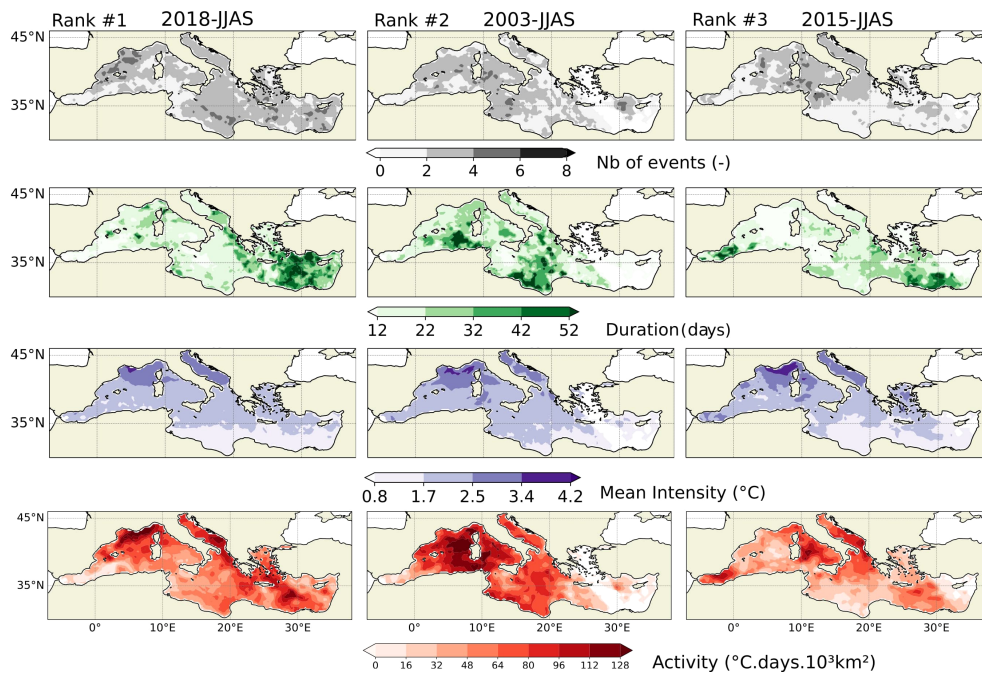 Rank #1 2018-JJAS Rank #2 2003-JJAS Rank #3 2015-JJAS
45°N
35°N
0 2 4 6 8 Nb of events (-)
45°N
35°N
12 22 32 42 52 Duration(days)
45°N
35°N
0.8 1.7 2.5 3.4 4.2 Mean Intensity (°C)
45°N
35°N
0° 10°E 20°E 30°E 0° 10°E 20°E 30°E 0° 10°E 20°E 30°E
0 16 32 48 64 80 96 112 128 Activity (°C.days.10³km²)